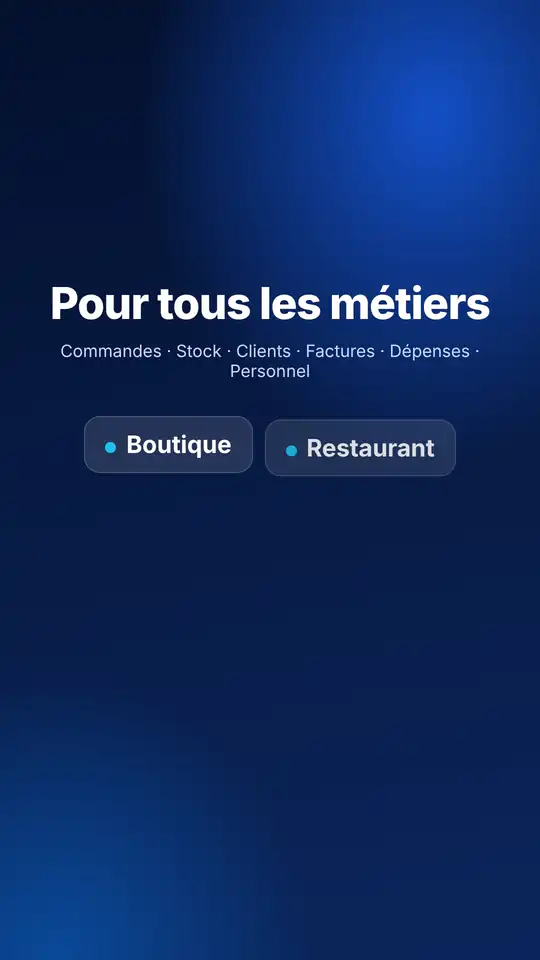 Pour tous les métiers
Commandes · Stock · Clients · Factures · Dépenses ·
Personnel
Boutique
Restaurant